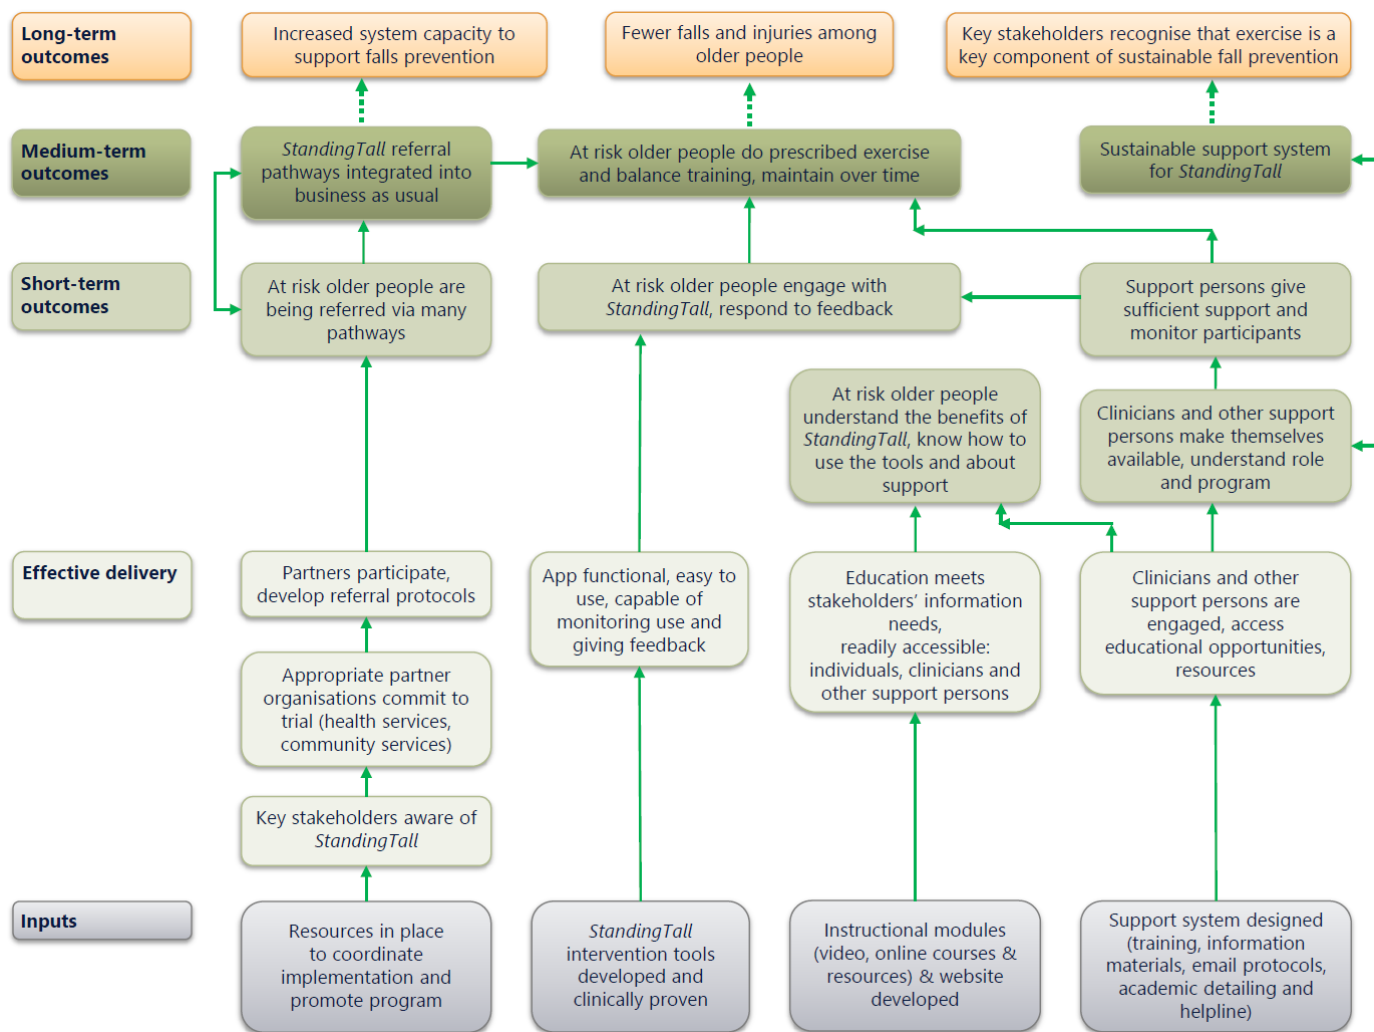 Long-term
outcomes
Increased system capacity to
support falls prevention
Fewer falls and injuries among
older people
Key stakeholders recognise that exercise is a
key component of sustainable fall prevention
Medium-term
outcomes
StandingTall referral
pathways integrated into
business as usual
At risk older people do prescribed exercise
and balance training, maintain over time
Sustainable support system
for StandingTall
Short-term
outcomes
At risk older people are
being referred via many
pathways
At risk older people engage with
StandingTall, respond to feedback
Support persons give
sufficient support and
monitor participants
At risk older people
understand the benefits of
StandingTall, know how to
use the tools and about
support
Clinicians and other support
persons make themselves
available, understand role
and program
Effective delivery
Partners participate,
develop referral protocols
App functional, easy to
use, capable of
monitoring use and
giving feedback
Education meets
stakeholders’ information
needs,
readily accessible:
individuals, clinicians and
other support persons
Clinicians and other
support persons are
engaged, access
educational opportunities,
resources
Appropriate partner
organisations commit to
trial (health services,
community services)
Key stakeholders aware of
StandingTall
Inputs
Resources in place
to coordinate
implementation and
promote program
StandingTall
intervention tools
developed and
clinically proven
Instructional modules
(video, online courses &
resources) & website
developed
Support system designed
(training, information
materials, email protocols,
academic detailing and
helpline)